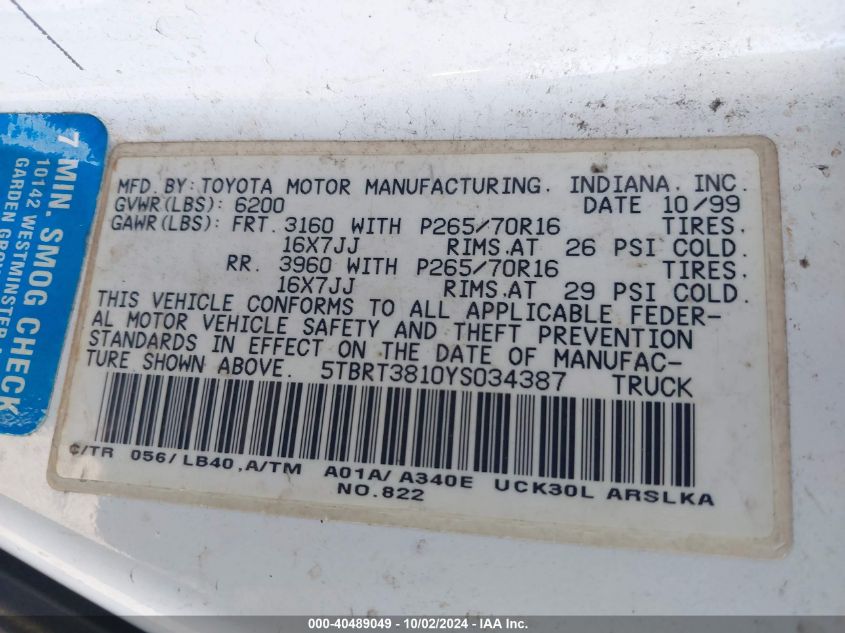 7 MIN. SMOG CHECK
10142 WESTMINSTER
GARDEN GROVE
MFD. BY: TOYOTA MOTOR MANUFACTURING. INDIANA. INC.
GVWR(LBS): 6200 DATE 10/99
GAWR(LBS): FRT. 3160 WITH P265/70R16 TIRES.
16X7JJ RIMS.AT 26 PSI COLD.
RR. 3960 WITH P265/70R16 TIRES.
16X7JJ RIMS.AT 29 PSI COLD.
THIS VEHICLE CONFORMS TO ALL APPLICABLE FEDER-
AL MOTOR VEHICLE SAFETY AND THEFT PREVENTION
STANDARDS IN EFFECT ON THE DATE OF MANUFAC-
TURE SHOWN ABOVE. 5TBRT3810YS034387 TRUCK
C/TR 056/LB40,A/TM A01A/A340E UCK30L ARSLKA
NO.822
000-40489049 - 10/02/2024 - IAA Inc.